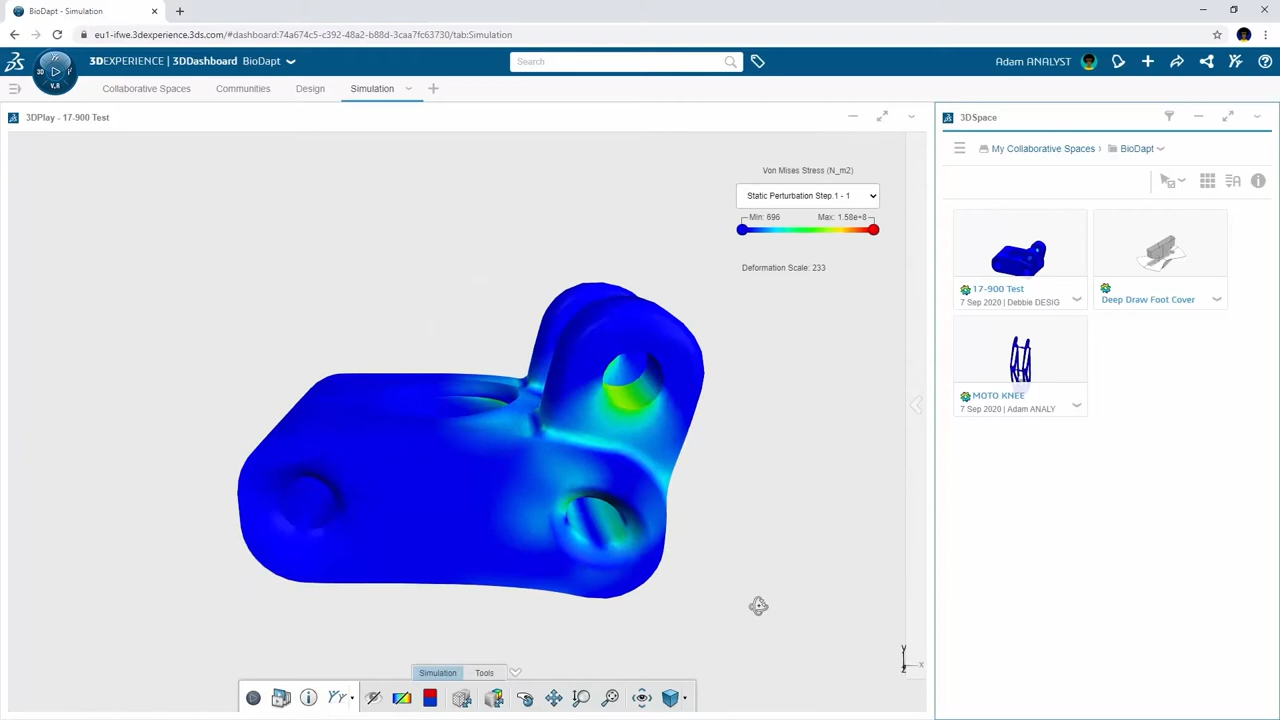 BioDapt - Simulation
eu1-ifwe.3dexperience.3ds.com/#dashboard:74a674c5-c392-48a2-b88d-3caa7fc63730/tab:Simulation
3DEXPERIENCE | 3DDashboard BioDapt
Search
Adam ANALYST
3D
V.R
Collaborative Spaces
Communities
Design
Simulation
3DPlay - 17-900 Test
3DSpace
My Collaborative Spaces
BioDapt
Von Mises Stress (N_m2)
Static Perturbation Step.1 - 1
Min: 696
Max: 1.58e+8
Deformation Scale: 233
17-900 Test
7 Sep 2020 | Debbie DESIG
Deep Draw Foot Cover
MOTO KNEE
7 Sep 2020 | Adam ANALY
y
z
x
Simulation
Tools